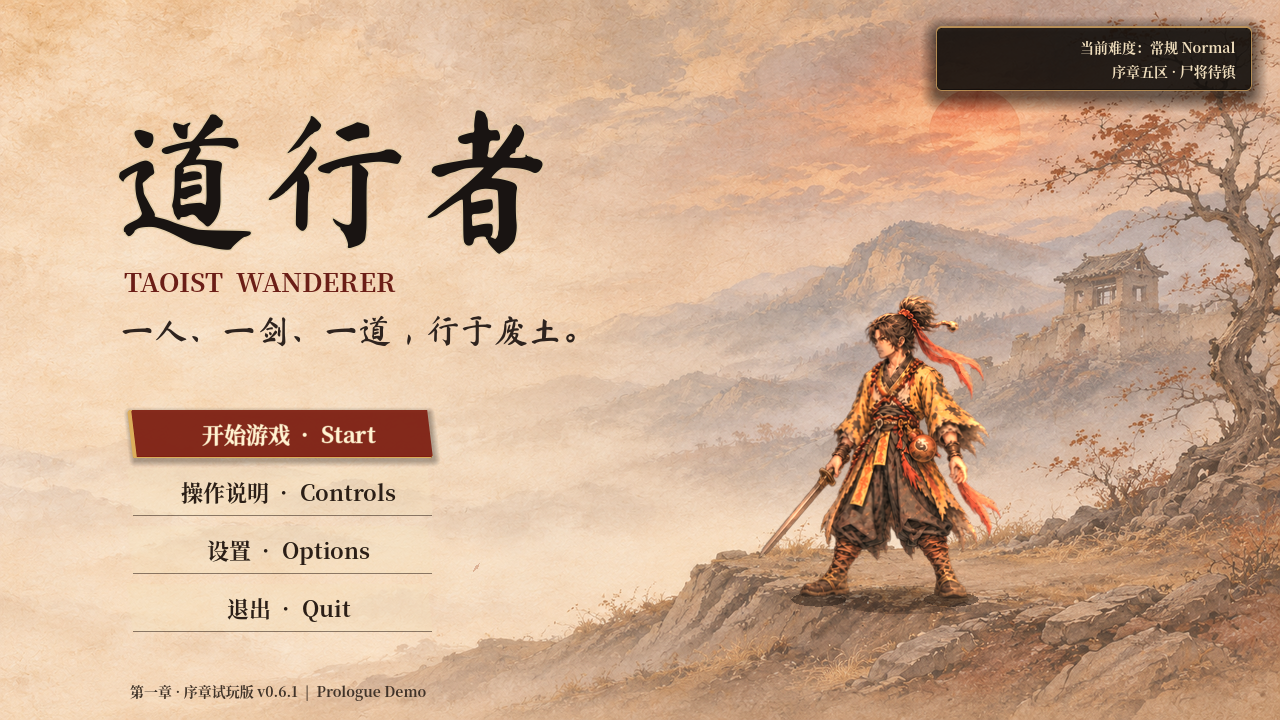 当前难度：常规 Normal
序章五区 · 尸将待镇
道行者
TAOIST WANDERER
一人、一剑、一道，行于废土。
开始游戏 · Start
操作说明 · Controls
设置 · Options
退出 · Quit
第一章 · 序章试玩版 v0.6.1 | Prologue Demo